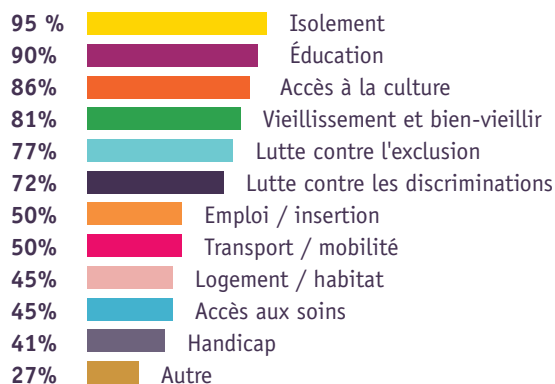 95 % Isolement
90% Éducation
86% Accès à la culture
81% Vieillissement et bien-vieillir
77% Lutte contre l'exclusion
72% Lutte contre les discriminations
50% Emploi / insertion
50% Transport / mobilité
45% Logement / habitat
45% Accès aux soins
41% Handicap
27% Autre